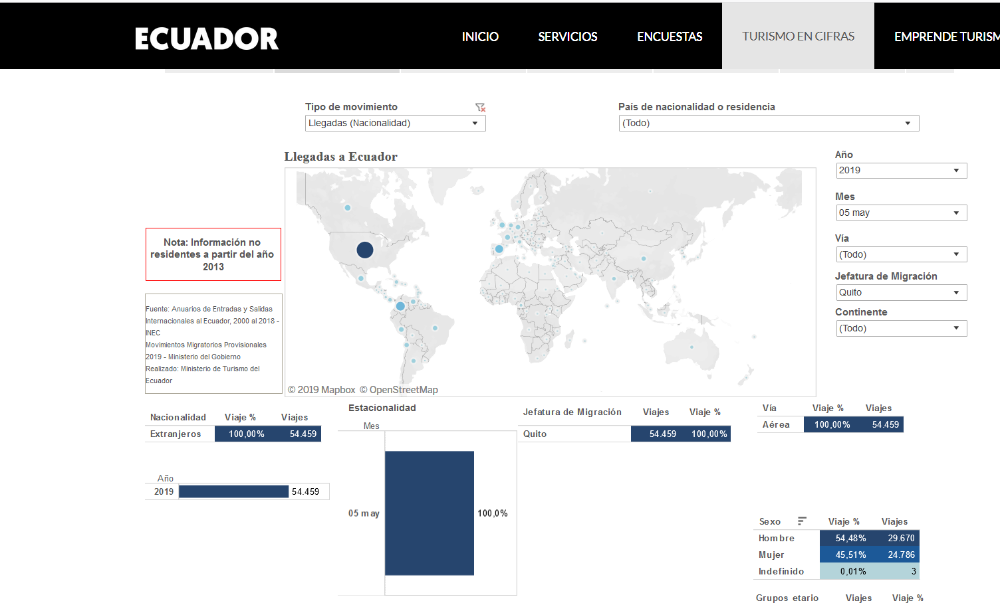 ECUADOR
INICIO
SERVICIOS
ENCUESTAS
TURISMO EN CIFRAS
EMPRENDE TURISM
Tipo de movimiento
Llegadas (Nacionalidad)
País de nacionalidad o residencia
(Todo)
Llegadas a Ecuador
Año
2019
Mes
05 may
Vía
(Todo)
Jefatura de Migración
Quito
Continente
(Todo)
Nota: Información no
residentes a partir del año
2013
Fuente: Anuarios de Entradas y Salidas
Internacionales al Ecuador, 2000 al 2018 -
INEC
Movimientos Migratorios Provisionales
2019 - Ministerio del Gobierno
Realizado: Ministerio de Turismo del
Ecuador
© 2019 Mapbox © OpenStreetMap
Nacionalidad Viaje % Viajes
Extranjeros 100,00% 54.459
Año
2019 54.459
Estacionalidad
Mes
05 may 100,0%
Jefatura de Migración Viajes Viaje %
Quito 54.459 100,00%
Vía Viaje % Viajes
Aérea 100,00% 54.459
Sexo Viaje % Viajes
Hombre 54,48% 29.670
Mujer 45,51% 24.786
Indefinido 0,01% 3
Grupos etario Viajes Viaje %